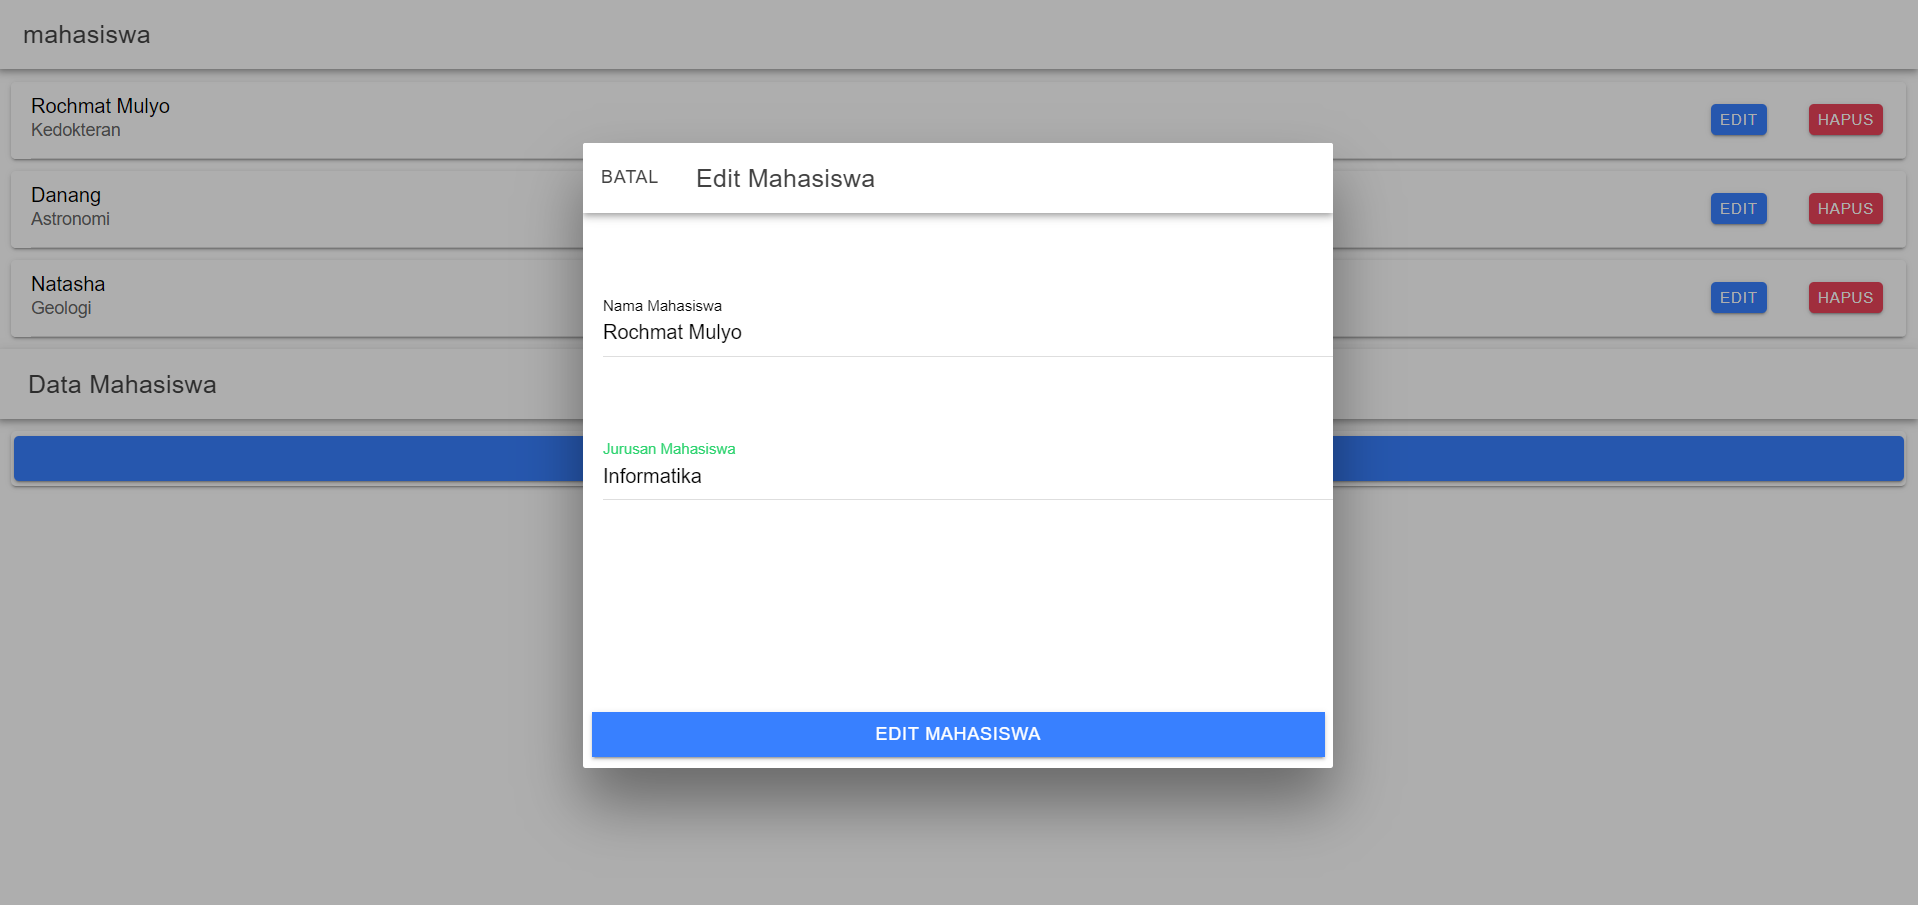 mahasiswa
Rochmat Mulyo
Kedokteran
EDIT HAPUS
Danang
Astronomi
EDIT HAPUS
Natasha
Geologi
EDIT HAPUS
Data Mahasiswa
BATAL Edit Mahasiswa
Nama Mahasiswa
Rochmat Mulyo
Jurusan Mahasiswa
Informatika
EDIT MAHASISWA